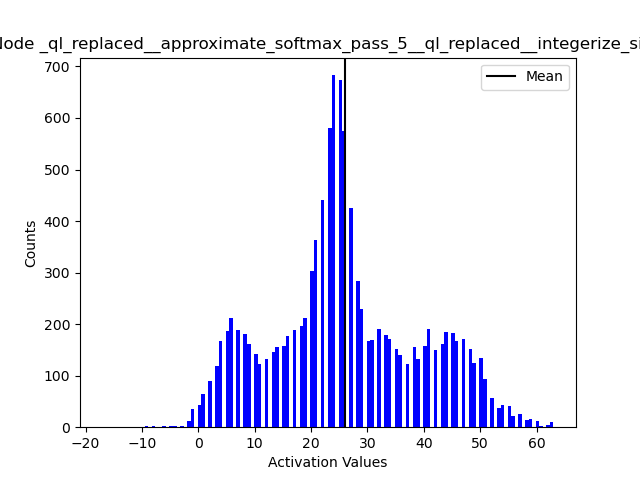 Node _ql_replaced__approximate_softmax_pass_5__ql_replaced__integerize_si
Mean
700
600
500
400
300
200
100
0
Counts
−20 −10 0 10 20 30 40 50 60
Activation Values